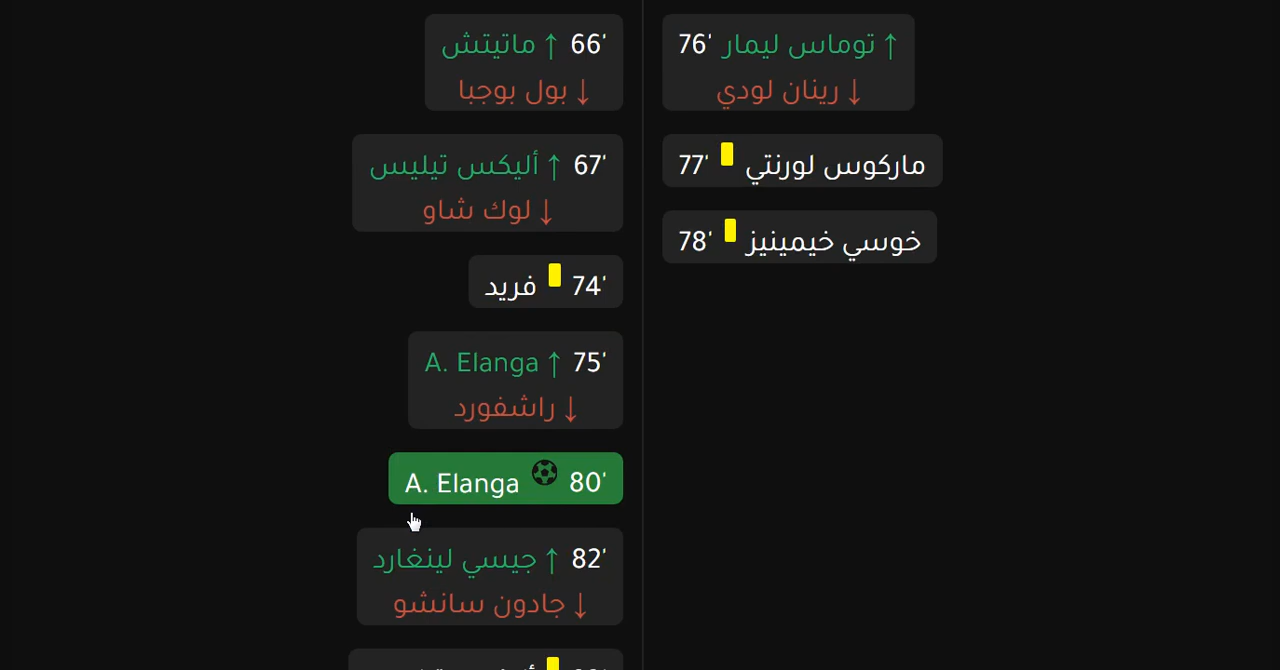 66' ↑ ماتيتش
↓ بول بوجبا
67' ↑ أليكس تيليس
↓ لوك شاو
74' فريد
75' ↑ A. Elanga
↓ راشفورد
80' A. Elanga
82' ↑ جيسي لينغارد
↓ جادون سانشو
↑ توماس ليمار 76'
↓ رينان لودي
ماركوس لورنتي 77'
خوسي خيمينيز 78'